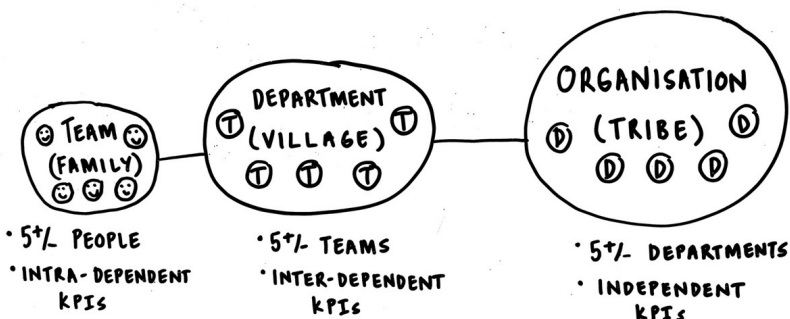 TEAM
(FAMILY)
• 5+/- PEOPLE
• INTRA-DEPENDENT
KPIs
DEPARTMENT
(VILLAGE)
T T
T T T
• 5+/- TEAMS
• INTER-DEPENDENT
KPIs
ORGANISATION
(TRIBE)
D D
D D D
• 5+/- DEPARTMENTS
• INDEPENDENT
KPIs